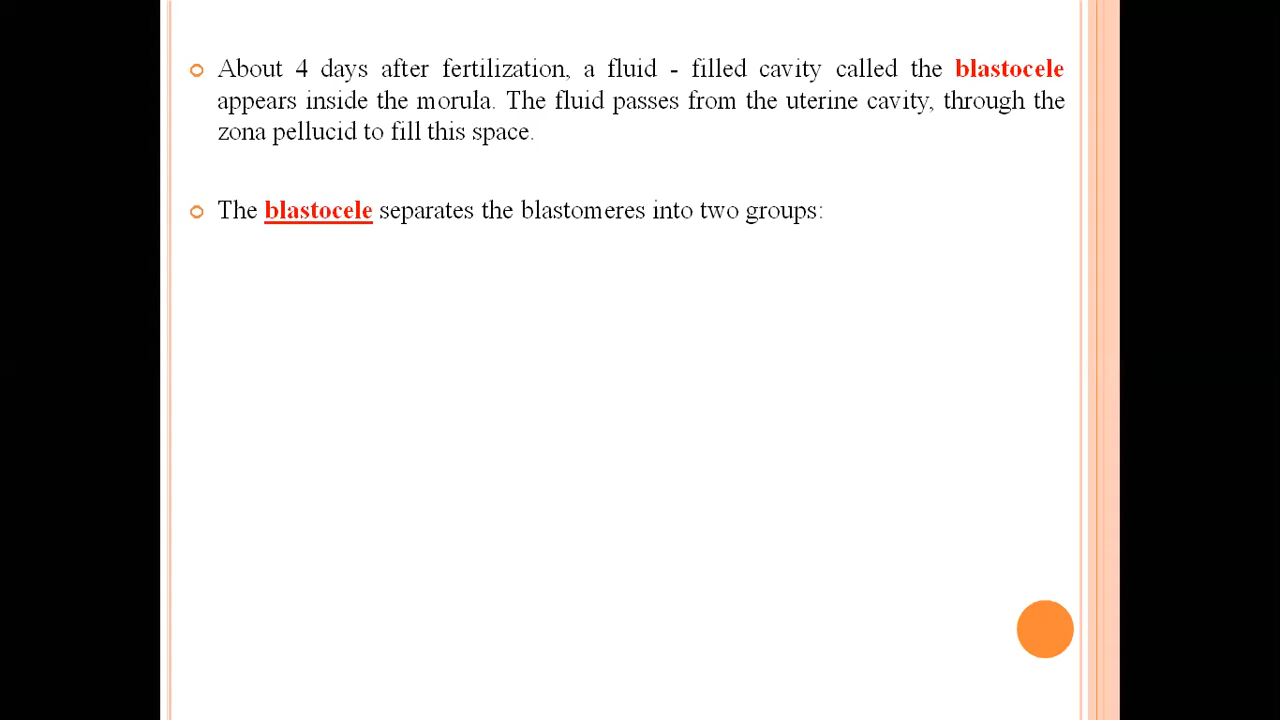 About 4 days after fertilization, a fluid - filled cavity called the blastocele
appears inside the morula. The fluid passes from the uterine cavity, through the
zona pellucid to fill this space.
The blastocele separates the blastomeres into two groups: